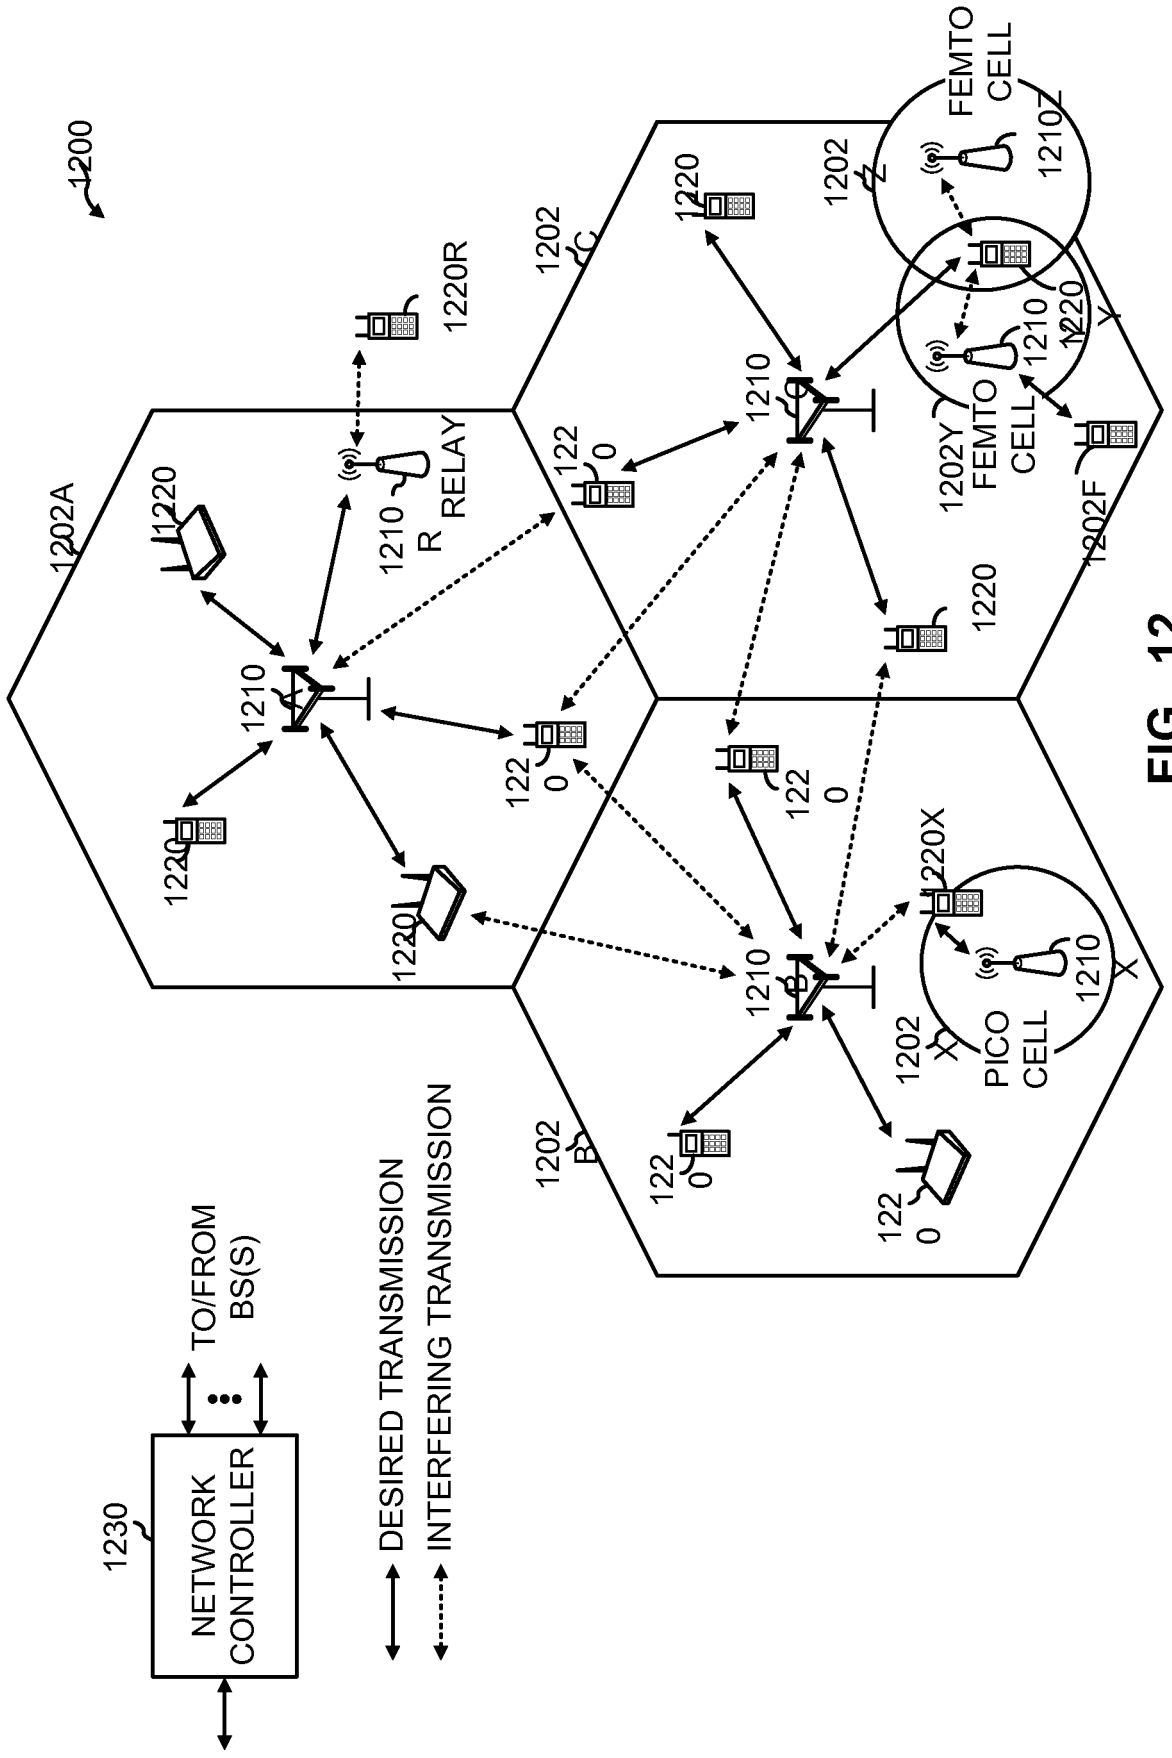 1200
1230
NETWORK
CONTROLLER
TO/FROM
BS(S)
DESIRED TRANSMISSION
INTERFERING TRANSMISSION
1202A
1220
1220
1210
A
1220
1210
R
RELAY
1220R
122
0
122
0
1202
B
122
0
1210
B
122
0
122
0
1220X
1202
X
PICO
CELL
1210
X
1202
C
1220
1210
C
1220
1202
Z
FEMTO
CELL
1210Z
1220
Y
1210
Y
1202Y
FEMTO
CELL
1202F
FIG. 12